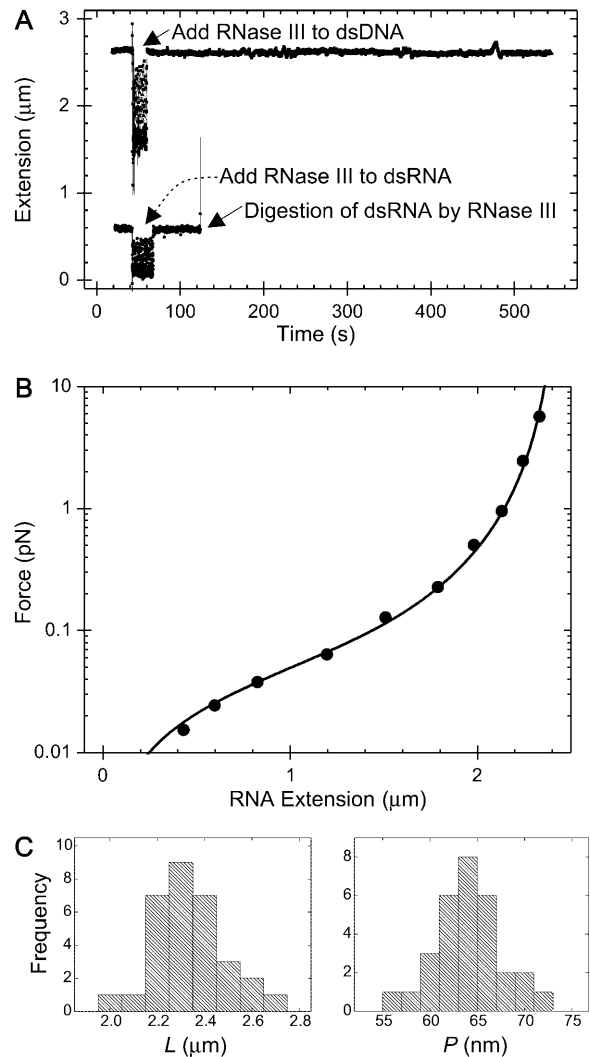 A
3
Add RNase III to dsDNA
2
Extension (μm)
1
Add RNase III to dsRNA
Digestion of dsRNA by RNase III
0
0 100 200 300 400 500
Time (s)
B
10
1
Force (pN)
0.1
0.01
0 1 2
RNA Extension (μm)
C
10
8
6
4
2
0
Frequency
2.0 2.2 2.4 2.6 2.8
L (μm)
8
6
4
2
0
55 60 65 70 75
P (nm)